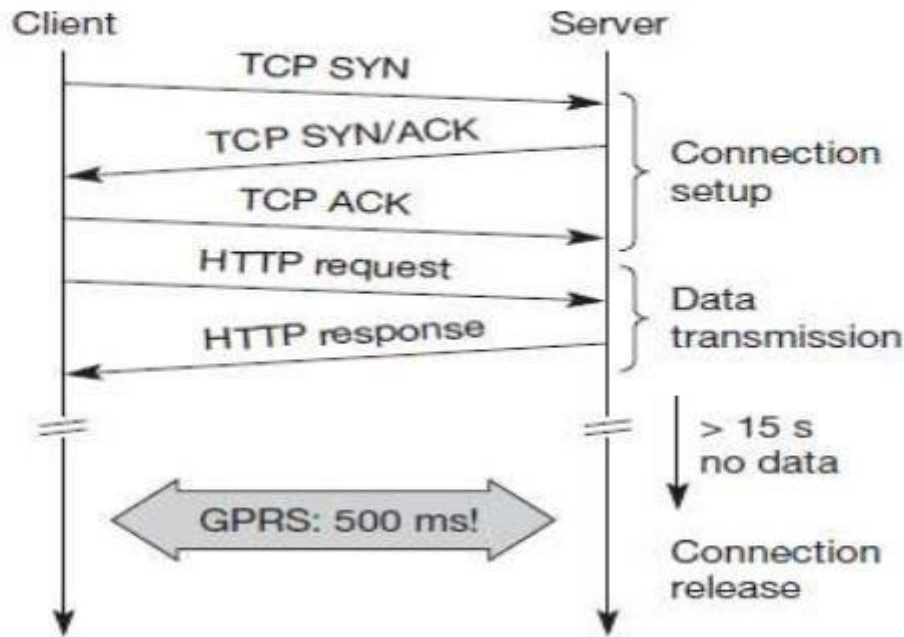 Client
Server
TCP SYN
TCP SYN/ACK
Connection
setup
TCP ACK
HTTP request
Data
transmission
HTTP response
> 15 s
no data
GPRS: 500 ms!
Connection
release